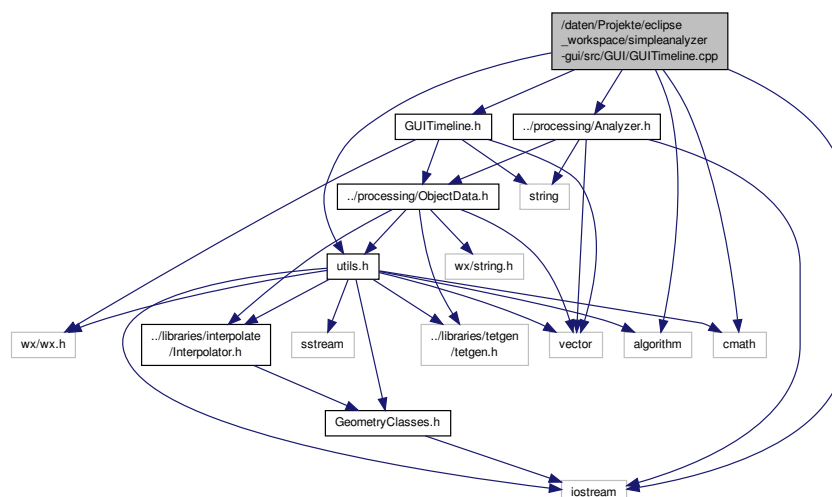 /daten/Projekte/eclipse
_workspace/simpleanalyzer
-gui/src/GUI/GUITimeline.cpp
GUITimeline.h
../processing/Analyzer.h
../processing/ObjectData.h
string
utils.h
wx/string.h
wx/wx.h
../libraries/interpolate
/Interpolator.h
sstream
../libraries/tetgen
/tetgen.h
vector
algorithm
cmath
GeometryClasses.h
iostream